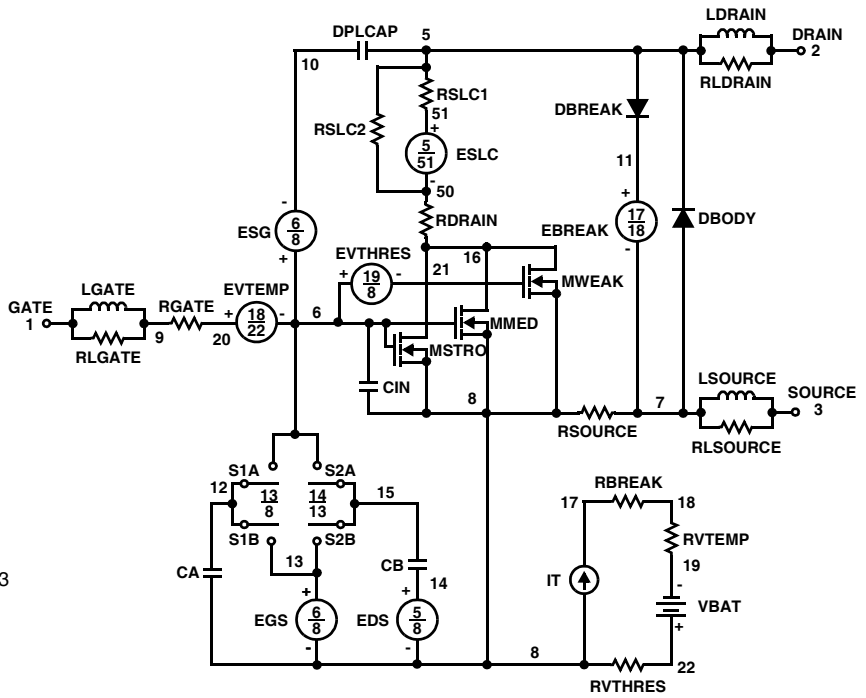 LDRAIN
DPLCAP 5 DRAIN
10 2
RSLC1 RLDRAIN
51
RSLC2 + DBREAK
5
51
ESLC
- 11
50
- RDRAIN +
17
18
6
8
ESG EBREAK DBODY
+ EVTHRES 16 -
+ 19
8
- 21 MWEAK
LGATE EVTEMP
GATE RGATE + 18
22
- 6 MMED
1 9 20 MSTRO
RLGATE LSOURCE
CIN 8 7 SOURCE
3
RSOURCE RLSOURCE
S1A S2A
12 13
8
14
13
15 RBREAK
17 18
S1B S2B RVTEMP
13 CB 19
CA 14 IT -
+ + VBAT
EGS 6
8
EDS 5
8
+
- - 8 22
RVTHRES
3